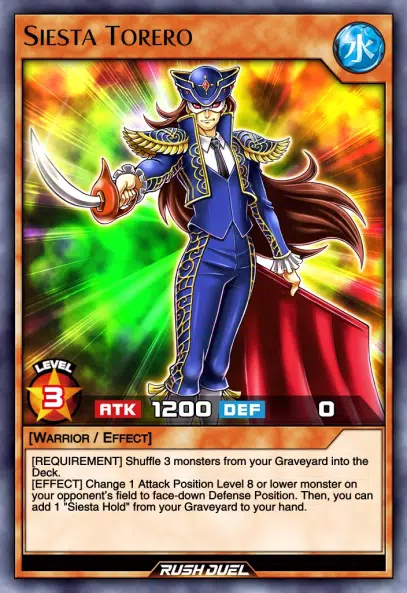 Siesta Torero
水
LEVEL
3
ATK 1200 DEF 0
[Warrior / Effect]
[REQUIREMENT] Shuffle 3 monsters from your Graveyard into the
Deck.
[EFFECT] Change 1 Attack Position Level 8 or lower monster on
your opponent's field to face-down Defense Position. Then, you can
add 1 "Siesta Hold" from your Graveyard to your hand.
RUSH DUEL